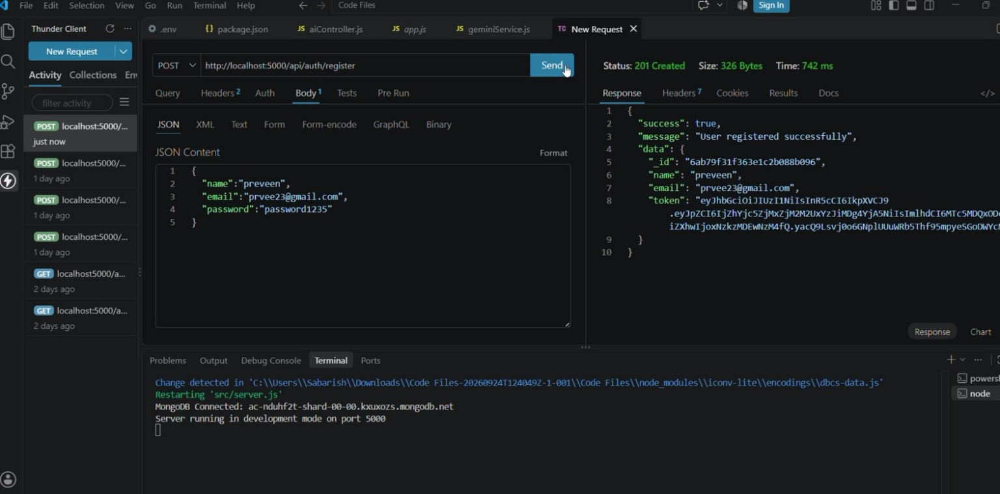 File Edit Selection View Go Run Terminal Help Code Files Sign In
Thunder Client ... .env {} package.json JS aiController.js JS app.js JS geminiService.js TC New Request
New Request
Activity Collections Env
filter activity
POST localhost:5000/...
just now
POST localhost5000/...
1 day ago
POST localhost:5000/...
1 day ago
POST localhost:5000/...
1 day ago
GET localhost5000/a...
2 days ago
GET localhost:5000/a...
2 days ago
POST http://localhost:5000/api/auth/register Send
Query Headers 2 Auth Body 1 Tests Pre Run
JSON XML Text Form Form-encode GraphQL Binary
JSON Content Format
1 {
2 "name":"preveen",
3 "email":"prvee23@gmail.com",
4 "password":"password1235"
5 }
Status: 201 Created Size: 326 Bytes Time: 742 ms
Response Headers 7 Cookies Results Docs </>
1 {
2 "success": true,
3 "message": "User registered successfully",
4 "data": {
5 "_id": "6ab79f31f363e1c2b088b096",
6 "name": "preveen",
7 "email": "prvee23@gmail.com",
8 "token": "eyJhbGciOiJIUzI1NiIsInR5cCI6IkpXVCJ9
9 }
10 }
Response Chart
Problems Output Debug Console Terminal Ports
Change detected in 'C:\\Users\\Sabarish\\Downloads\\Code Files-20260924T124049Z-1-001\\Code Files\\node_modules\\iconv-lite\\encodings\\dbcs-data.js'
Restarting 'src/server.js'
MongoDB Connected: ac-nduhf2t-shard-00-00.kxuxozs.mongodb.net
Server running in development mode on port 5000
powersh
node